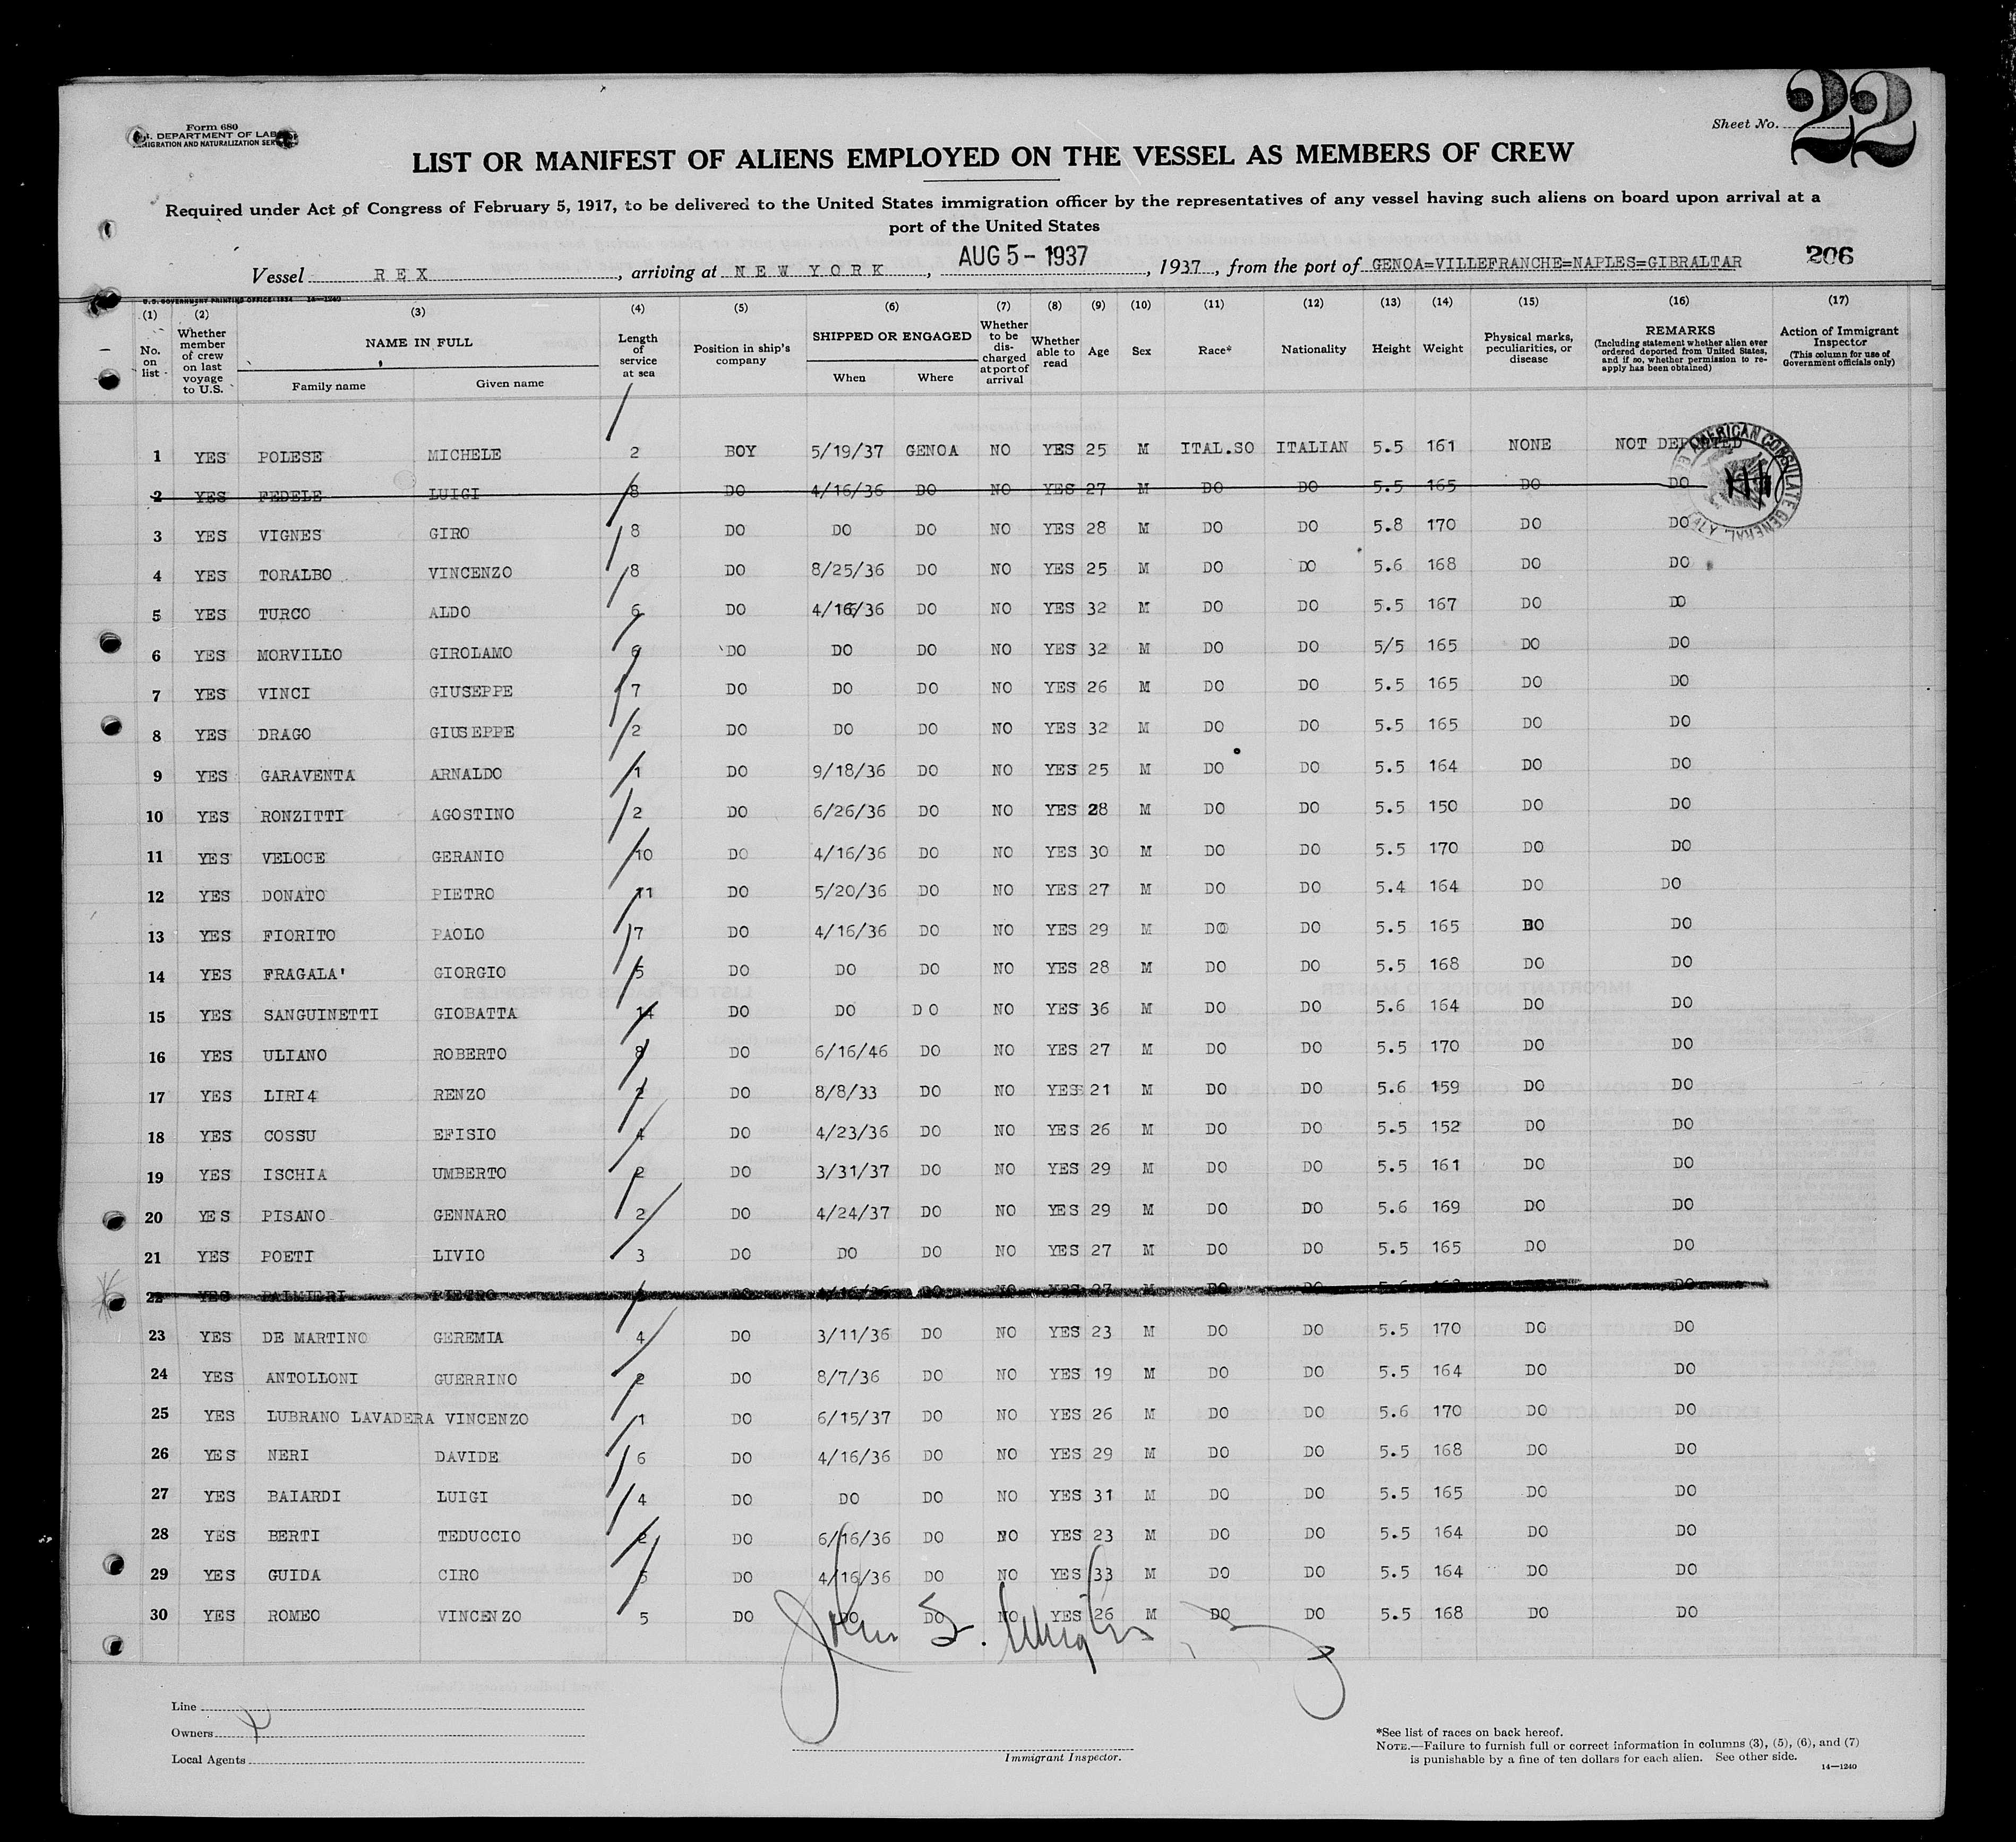 Form 680
U.S. DEPARTMENT OF LABOR
IMMIGRATION AND NATURALIZATION SERVICE
Sheet No. 22
LIST OR MANIFEST OF ALIENS EMPLOYED ON THE VESSEL AS MEMBERS OF CREW
Required under Act of Congress of February 5, 1917, to be delivered to the United States immigration officer by the representatives of any vessel having such aliens on board upon arrival at a
port of the United States
Vessel REX, arriving at NEW YORK, AUG 5 - 1937, 1937, from the port of GENOA=VILLEFRANCHE=NAPLES=GIBRALTAR 206
U.S. GOVERNMENT PRINTING OFFICE: 1934 14—1240
(1) (2) (3) (4) (5) (6) (7) (8) (9) (10) (11) (12) (13) (14) (15) (16) (17)
No. on list
Whether member of crew on last voyage to U.S.
NAME IN FULL
Family name
Given name
Length of service at sea
Position in ship's company
SHIPPED OR ENGAGED
When
Where
Whether to be discharged at port of arrival
Whether able to read
Age
Sex
Race*
Nationality
Height
Weight
Physical marks, peculiarities, or disease
REMARKS
(Including statement whether alien ever ordered deported from United States, and if so, whether permission to re-apply has been obtained)
Action of Immigrant Inspector
(This column for use of Government officials only)
1 YES POLESE MICHELE 2 BOY 5/19/37 GENOA NO YES 25 M ITAL.SO ITALIAN 5.5 161 NONE NOT DEPORTED
2 YES FEDELE LUIGI 8 DO 4/16/36 DO NO YES 27 M DO DO 5.5 165 DO DO
3 YES VIGNES GIRO 8 DO DO DO NO YES 28 M DO DO 5.8 170 DO DO
4 YES TORALBO VINCENZO 8 DO 8/25/36 DO NO YES 25 M DO DO 5.6 168 DO DO
5 YES TURCO ALDO 6 DO 4/16/36 DO NO YES 32 M DO DO 5.5 167 DO DO
6 YES MORVILLO GIROLAMO 6 DO DO DO NO YES 32 M DO DO 5/5 165 DO DO
7 YES VINCI GIUSEPPE 7 DO DO DO NO YES 26 M DO DO 5.5 165 DO DO
8 YES DRAGO GIUSEPPE 2 DO DO DO NO YES 32 M DO DO 5.5 165 DO DO
9 YES GARAVENTA ARNALDO 1 DO 9/18/36 DO NO YES 25 M DO DO 5.5 164 DO DO
10 YES RONZITTI AGOSTINO 2 DO 6/26/36 DO NO YES 28 M DO DO 5.5 150 DO DO
11 YES VELOCE GERANIO 10 DO 4/16/36 DO NO YES 30 M DO DO 5.5 170 DO DO
12 YES DONATO PIETRO 11 DO 5/20/36 DO NO YES 27 M DO DO 5.4 164 DO DO
13 YES FIORITO PAOLO 7 DO 4/16/36 DO NO YES 29 M DO DO 5.5 165 DO DO
14 YES FRAGALA' GIORGIO 5 DO DO DO NO YES 28 M DO DO 5.5 168 DO DO
15 YES SANGUINETTI GIOBATTA 14 DO DO D O NO YES 36 M DO DO 5.6 164 DO DO
16 YES ULIANO ROBERTO 8 DO 6/16/46 DO NO YES 27 M DO DO 5.5 170 DO DO
17 YES LIRI4 RENZO 2 DO 8/8/33 DO NO YES 21 M DO DO 5.6 159 DO DO
18 YES COSSU EFISIO 4 DO 4/23/36 DO NO YES 26 M DO DO 5.5 152 DO DO
19 YES ISCHIA UMBERTO 2 DO 3/31/37 DO NO YES 29 M DO DO 5.5 161 DO DO
20 YES PISANO GENNARO 2 DO 4/24/37 DO NO YES 29 M DO DO 5.6 169 DO DO
21 YES POETI LIVIO 3 DO DO DO NO YES 27 M DO DO 5.5 165 DO DO
22 YES PALMIERI PIETRO DO 4/16/36 DO NO YES 27 M DO DO 5.6 DO
23 YES DE MARTINO GEREMIA 4 DO 3/11/36 DO NO YES 23 M DO DO 5.5 170 DO DO
24 YES ANTOLLONI GUERRINO 2 DO 8/7/36 DO NO YES 19 M DO DO 5.5 164 DO DO
25 YES LUBRANO LAVADERA VINCENZO 1 DO 6/15/37 DO NO YES 26 M DO DO 5.6 170 DO DO
26 YES NERI DAVIDE 6 DO 4/16/36 DO NO YES 29 M DO DO 5.5 168 DO DO
27 YES BAIARDI LUIGI 4 DO DO DO NO YES 31 M DO DO 5.5 165 DO DO
28 YES BERTI TEDUCCIO 2 DO 6/16/36 DO NO YES 23 M DO DO 5.5 164 DO DO
29 YES GUIDA CIRO 5 DO 4/16/36 DO NO YES 33 M DO DO 5.5 164 DO DO
30 YES ROMEO VINCENZO 5 DO DO DO NO YES 26 M DO DO 5.5 168 DO DO
AMERICAN CONSULATE GENERAL
John S.
Line
Owners
Local Agents
Immigrant Inspector.
*See list of races on back hereof.
NOTE.—Failure to furnish full or correct information in columns (3), (5), (6), and (7)
is punishable by a fine of ten dollars for each alien. See other side.
14—1240